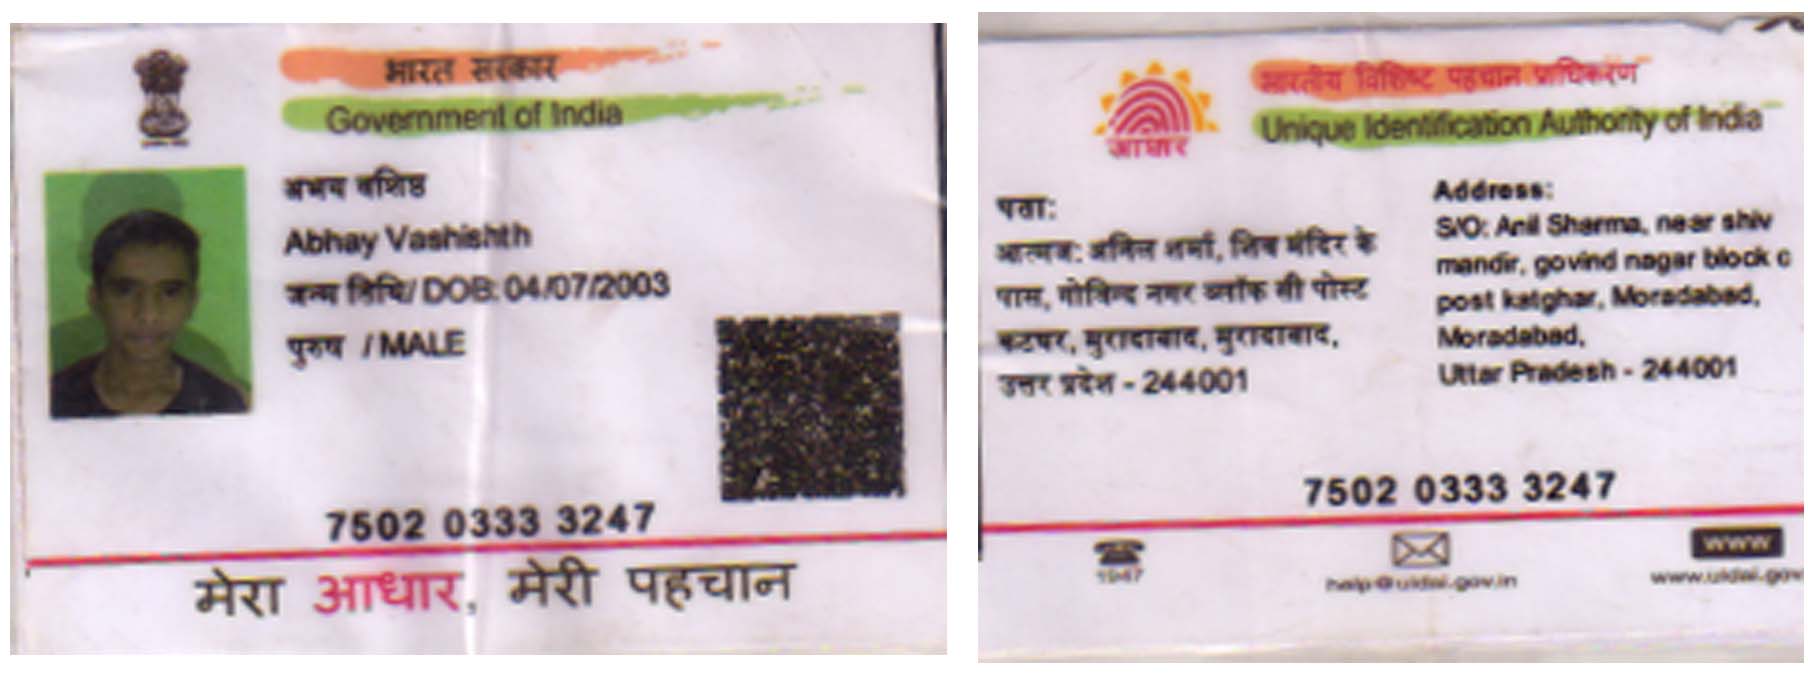 भारत सरकार
Government of India
अभय वशिष्ठ
Abhay Vashishth
जन्म तिथि/ DOB: 04/07/2003
पुरुष / MALE
7502 0333 3247
मेरा आधार, मेरी पहचान
भारतीय विशिष्ट पहचान प्राधिकरण
Unique Identification Authority of India
आधार
पता:
आत्मज: अनिल शर्मा, शिव मंदिर के
पास, गोविन्द नगर ब्लॉक सी पोस्ट
कटघर, मुरादाबाद, मुरादाबाद,
उत्तर प्रदेश - 244001
Address:
S/O: Anil Sharma, near shiv
mandir, govind nagar block c
post katghar, Moradabad,
Moradabad,
Uttar Pradesh - 244001
7502 0333 3247
1947
help@uidai.gov.in
www
www.uidai.gov